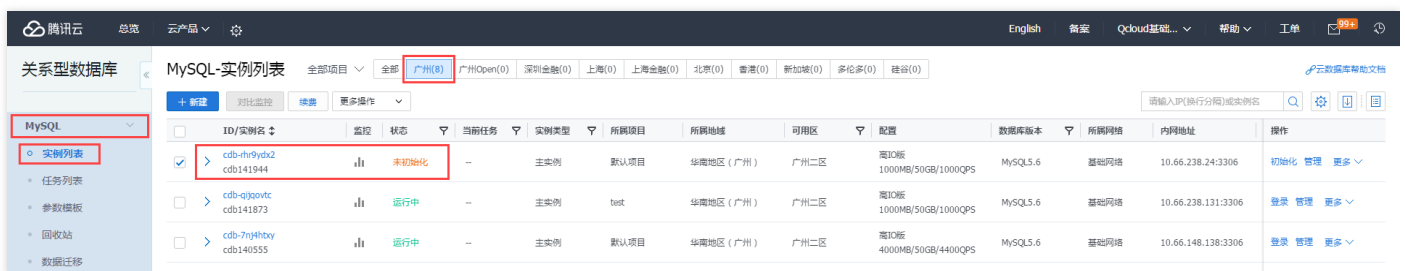 腾讯云 总览 云产品 English 备案 Qcloud基础... 帮助 工单 99+
关系型数据库 MySQL-实例列表 全部项目 全部 广州(8) 广州Open(0) 深圳金融(0) 上海(0) 上海金融(0) 北京(0) 香港(0) 新加坡(0) 多伦多(0) 硅谷(0) 云数据库帮助文档
+ 新建 对比监控 续费 更多操作 请输入IP(换行分隔)或实例名
MySQL ID/实例名 监控 状态 当前任务 实例类型 所属项目 所属地域 可用区 配置 数据库版本 所属网络 内网地址 操作
实例列表 cdb-rhr9ydx2 未初始化 -- 主实例 默认项目 华南地区(广州) 广州二区 高IO版 MySQL5.6 基础网络 10.66.238.24:3306 初始化 管理 更多
cdb141944 1000MB/50GB/1000QPS
任务列表
参数模板 cdb-qijqovtc 运行中 -- 主实例 test 华南地区(广州) 广州二区 高IO版 MySQL5.6 基础网络 10.66.238.131:3306 登录 管理 更多
cdb141873 1000MB/50GB/1000QPS
回收站 cdb-7nj4htxy 运行中 -- 主实例 默认项目 华南地区(广州) 广州二区 高IO版 MySQL5.6 基础网络 10.66.148.138:3306 登录 管理 更多
cdb140555 4000MB/50GB/4400QPS
数据迁移